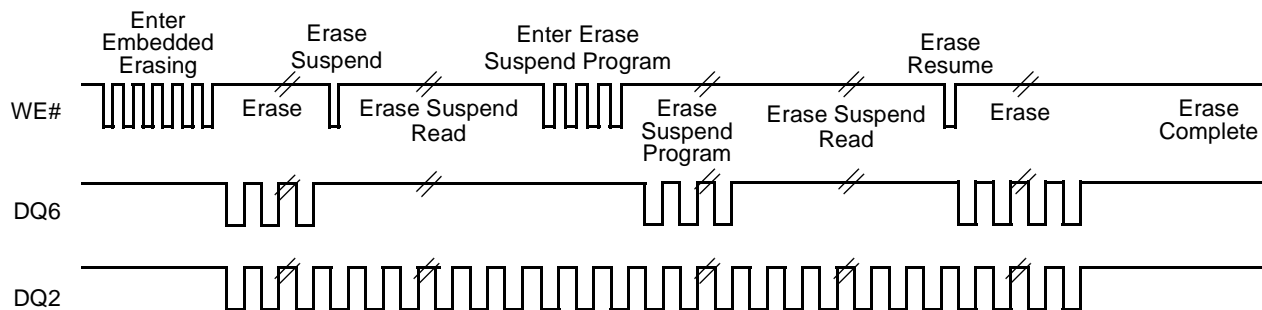 Enter
Embedded
Erasing
Erase
Suspend
Enter Erase
Suspend Program
Erase
Resume
WE#
Erase
Erase Suspend
Read
Erase
Suspend
Program
Erase Suspend
Read
Erase
Erase
Complete
DQ6
DQ2